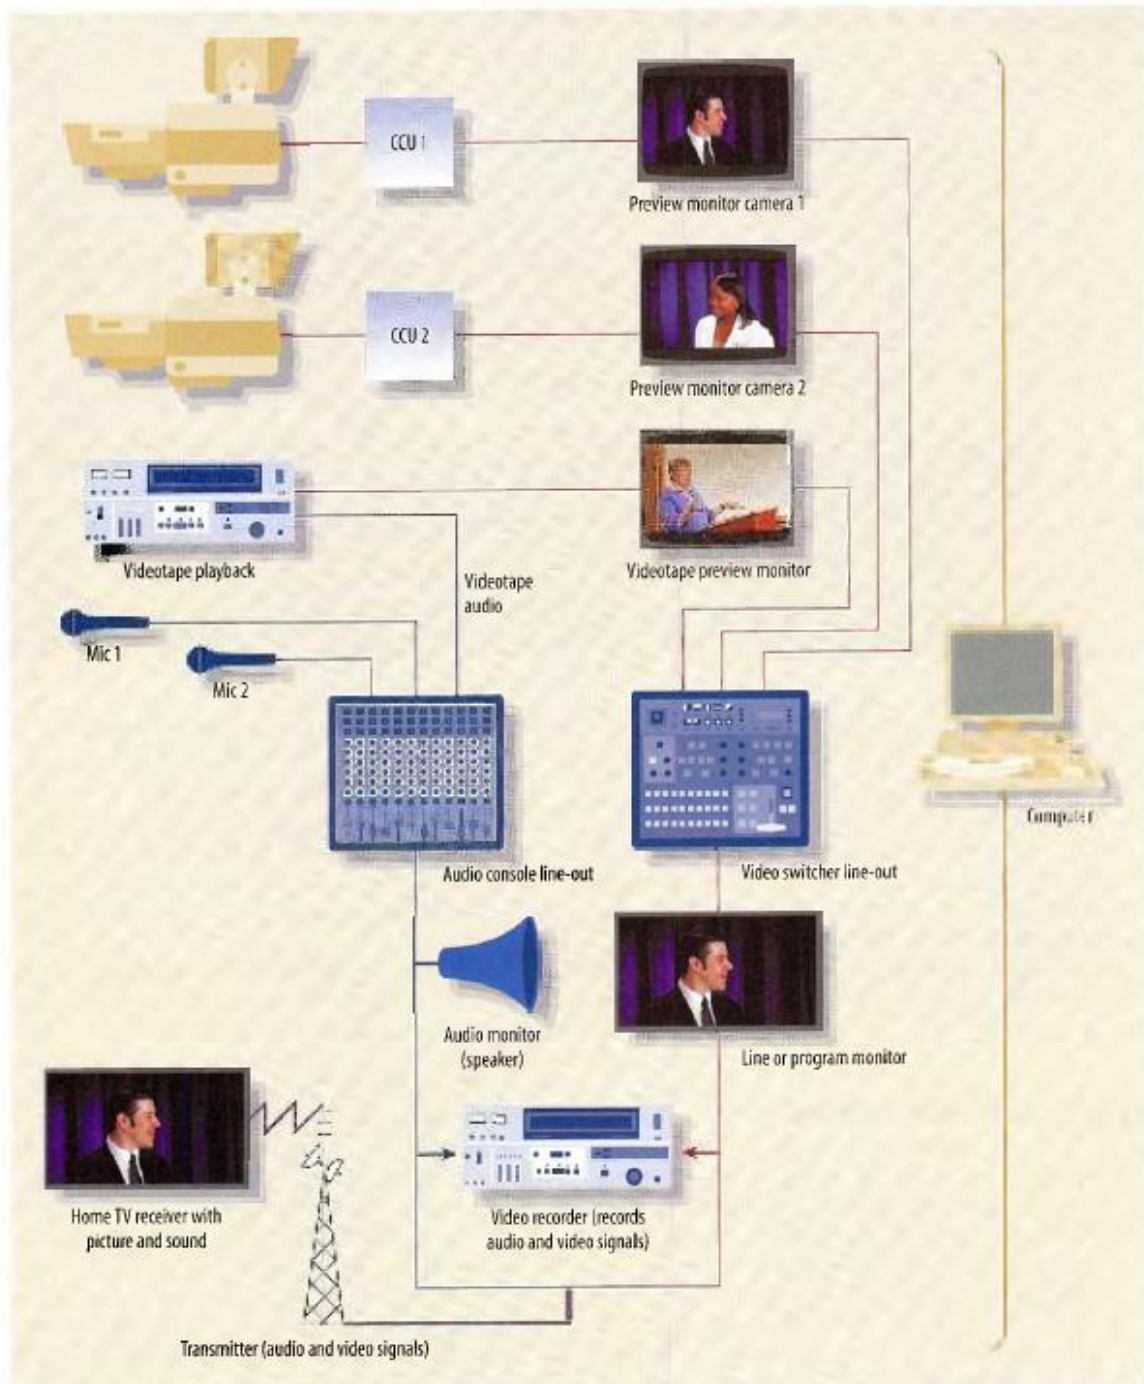 CCU 1
Preview monitor camera 1
CCU 2
Preview monitor camera 2
Videotape playback
Videotape
audio
Videotape preview monitor
Mic 1
Mic 2
Computer
Audio console line-out
Video switcher line-out
Audio monitor
(speaker)
Line or program monitor
Home TV receiver with
picture and sound
Video recorder (records
audio and video signals)
Transmitter (audio and video signals)